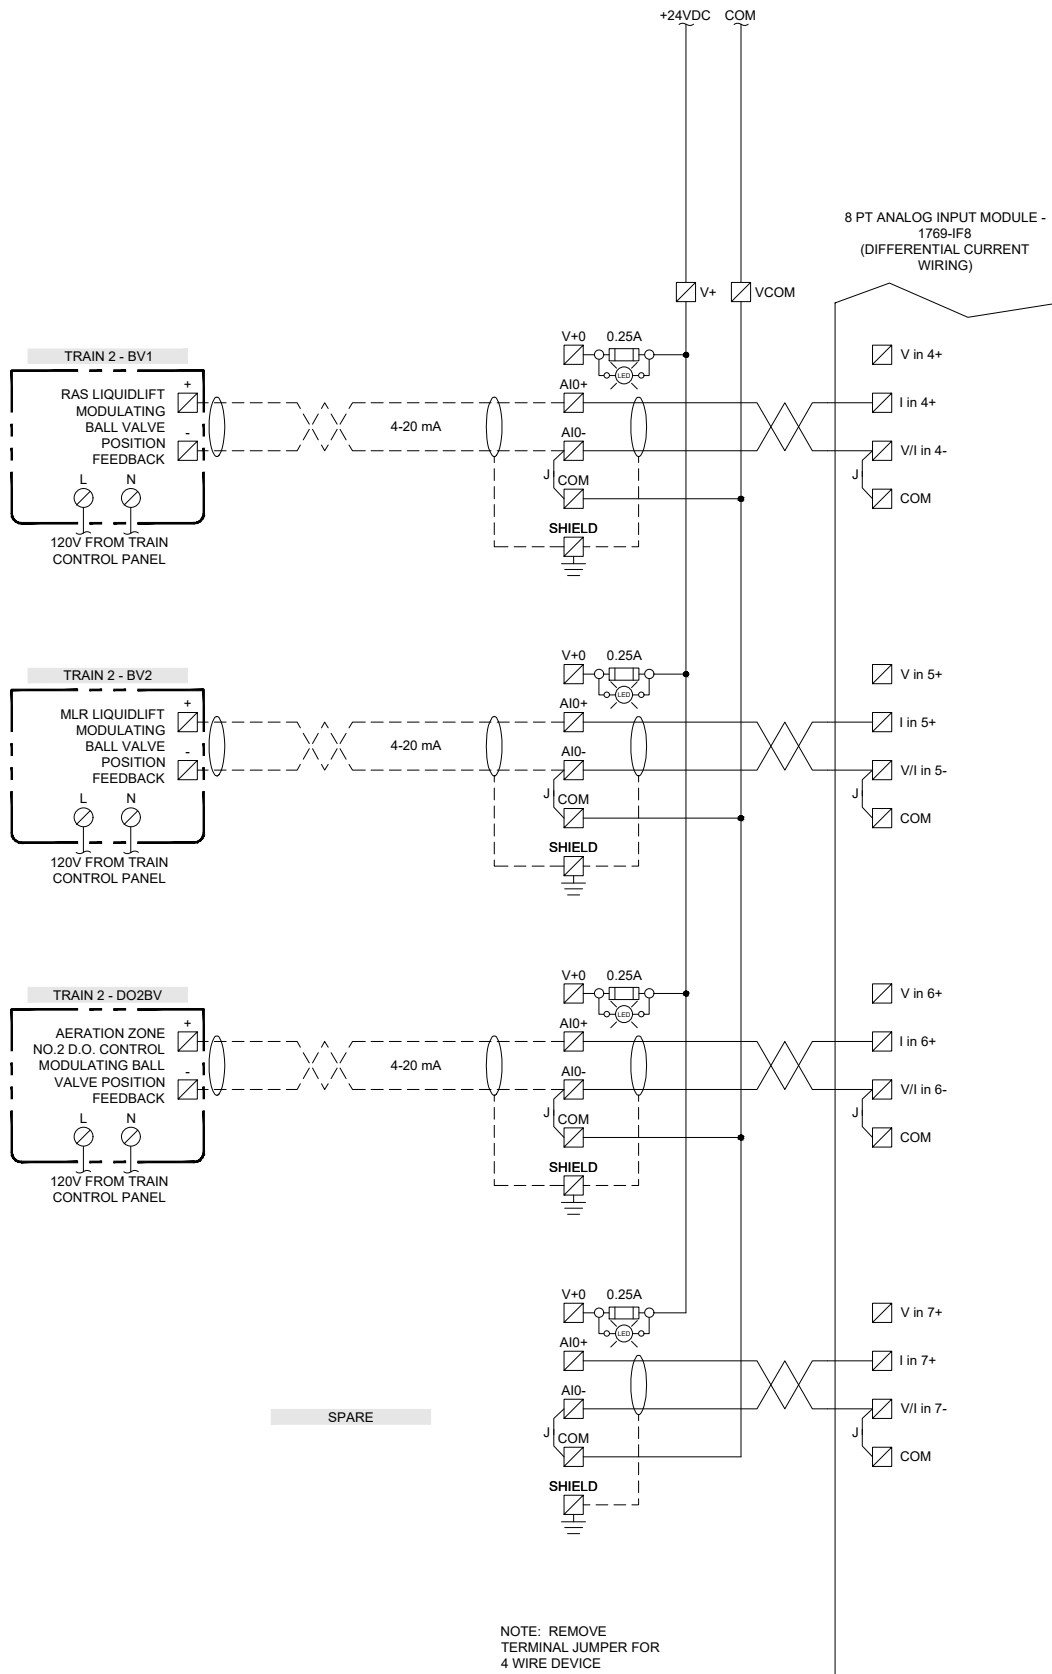 +24VDC COM
8 PT ANALOG INPUT MODULE -
1769-IF8
(DIFFERENTIAL CURRENT
WIRING)
V+ VCOM
TRAIN 2 - BV1
RAS LIQUIDLIFT
MODULATING
BALL VALVE
POSITION
FEEDBACK
+
-
L N
120V FROM TRAIN
CONTROL PANEL
4-20 mA
V+0 0.25A
LED
AI0+
AI0-
J
COM
SHIELD
V in 4+
I in 4+
V/I in 4-
J
COM
TRAIN 2 - BV2
MLR LIQUIDLIFT
MODULATING
BALL VALVE
POSITION
FEEDBACK
+
-
L N
120V FROM TRAIN
CONTROL PANEL
4-20 mA
V+0 0.25A
LED
AI0+
AI0-
J
COM
SHIELD
V in 5+
I in 5+
V/I in 5-
J
COM
TRAIN 2 - DO2BV
AERATION ZONE
NO.2 D.O. CONTROL
MODULATING BALL
VALVE POSITION
FEEDBACK
+
-
L N
120V FROM TRAIN
CONTROL PANEL
4-20 mA
V+0 0.25A
LED
AI0+
AI0-
J
COM
SHIELD
V in 6+
I in 6+
V/I in 6-
J
COM
SPARE
V+0 0.25A
LED
AI0+
AI0-
J
COM
SHIELD
V in 7+
I in 7+
V/I in 7-
J
COM
NOTE: REMOVE
TERMINAL JUMPER FOR
4 WIRE DEVICE